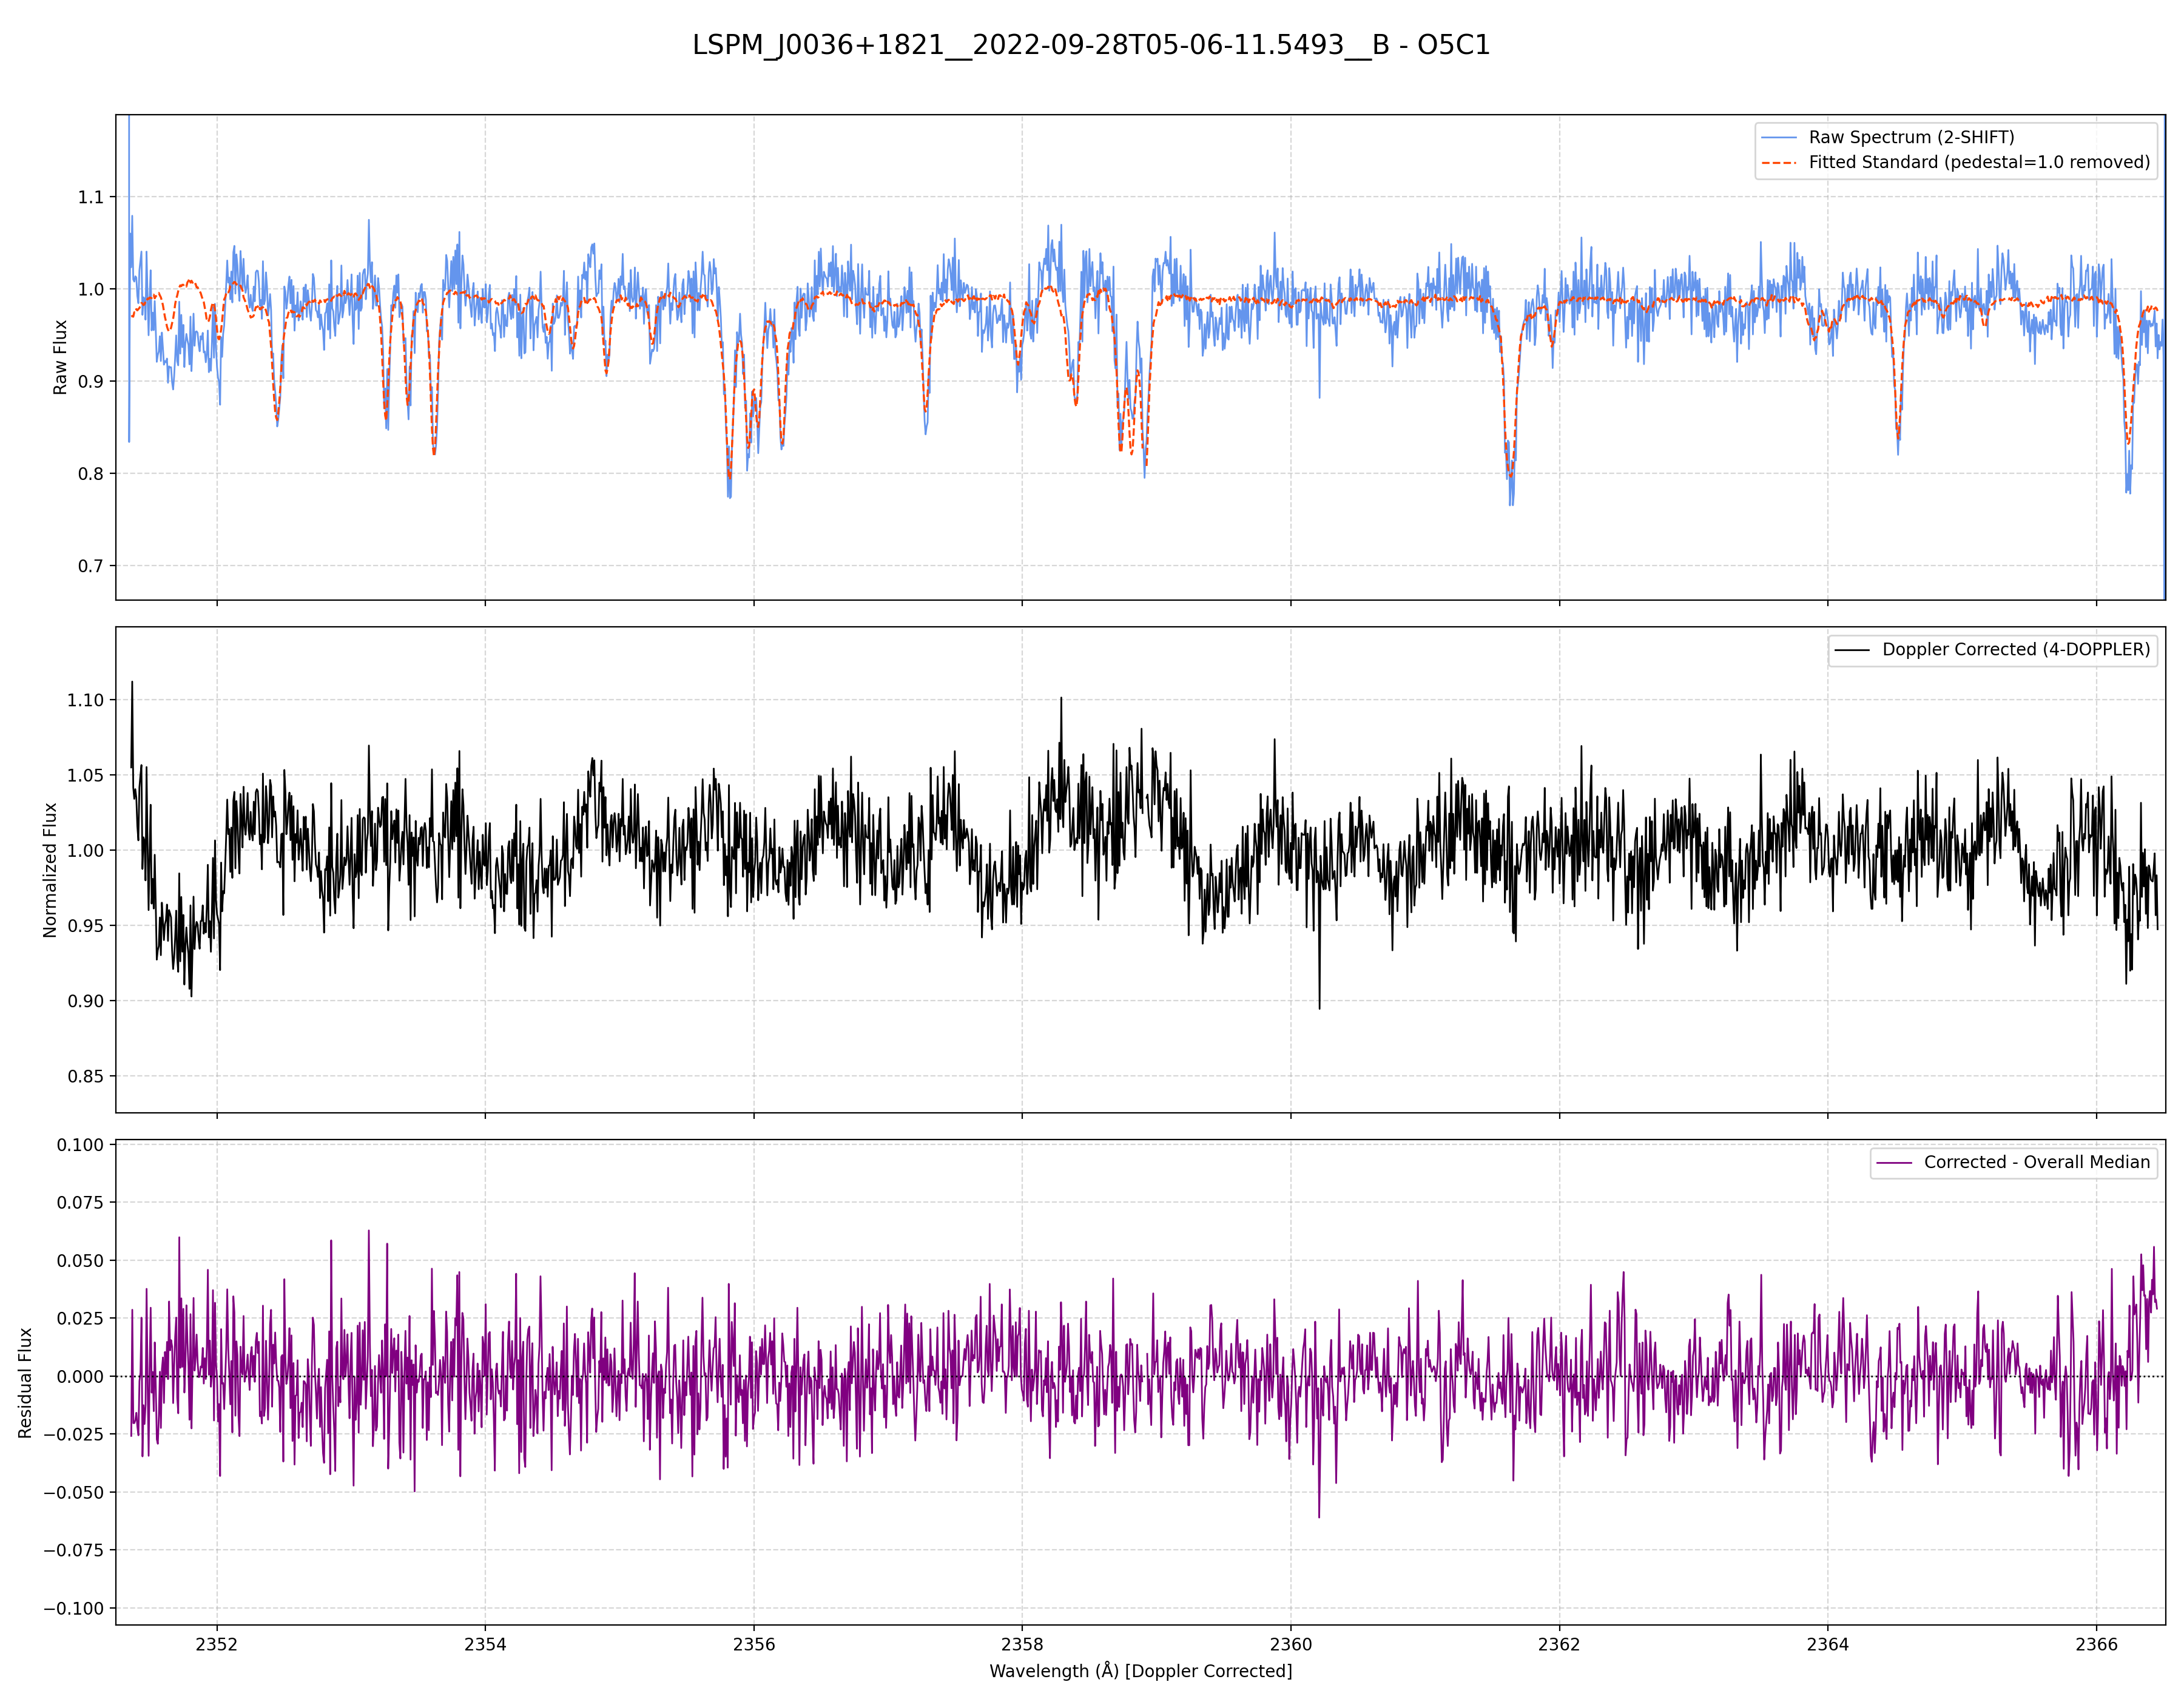 LSPM_J0036+1821__2022-09-28T05-06-11.5493__B - O5C1
Raw Spectrum (2-SHIFT)
Fitted Standard (pedestal=1.0 removed)
1.1
1.0
0.9
0.8
0.7
Raw Flux
Doppler Corrected (4-DOPPLER)
1.10
1.05
1.00
0.95
0.90
0.85
Normalized Flux
Corrected - Overall Median
0.100
0.075
0.050
0.025
0.000
−0.025
−0.050
−0.075
−0.100
Residual Flux
2352 2354 2356 2358 2360 2362 2364 2366
Wavelength (Å) [Doppler Corrected]